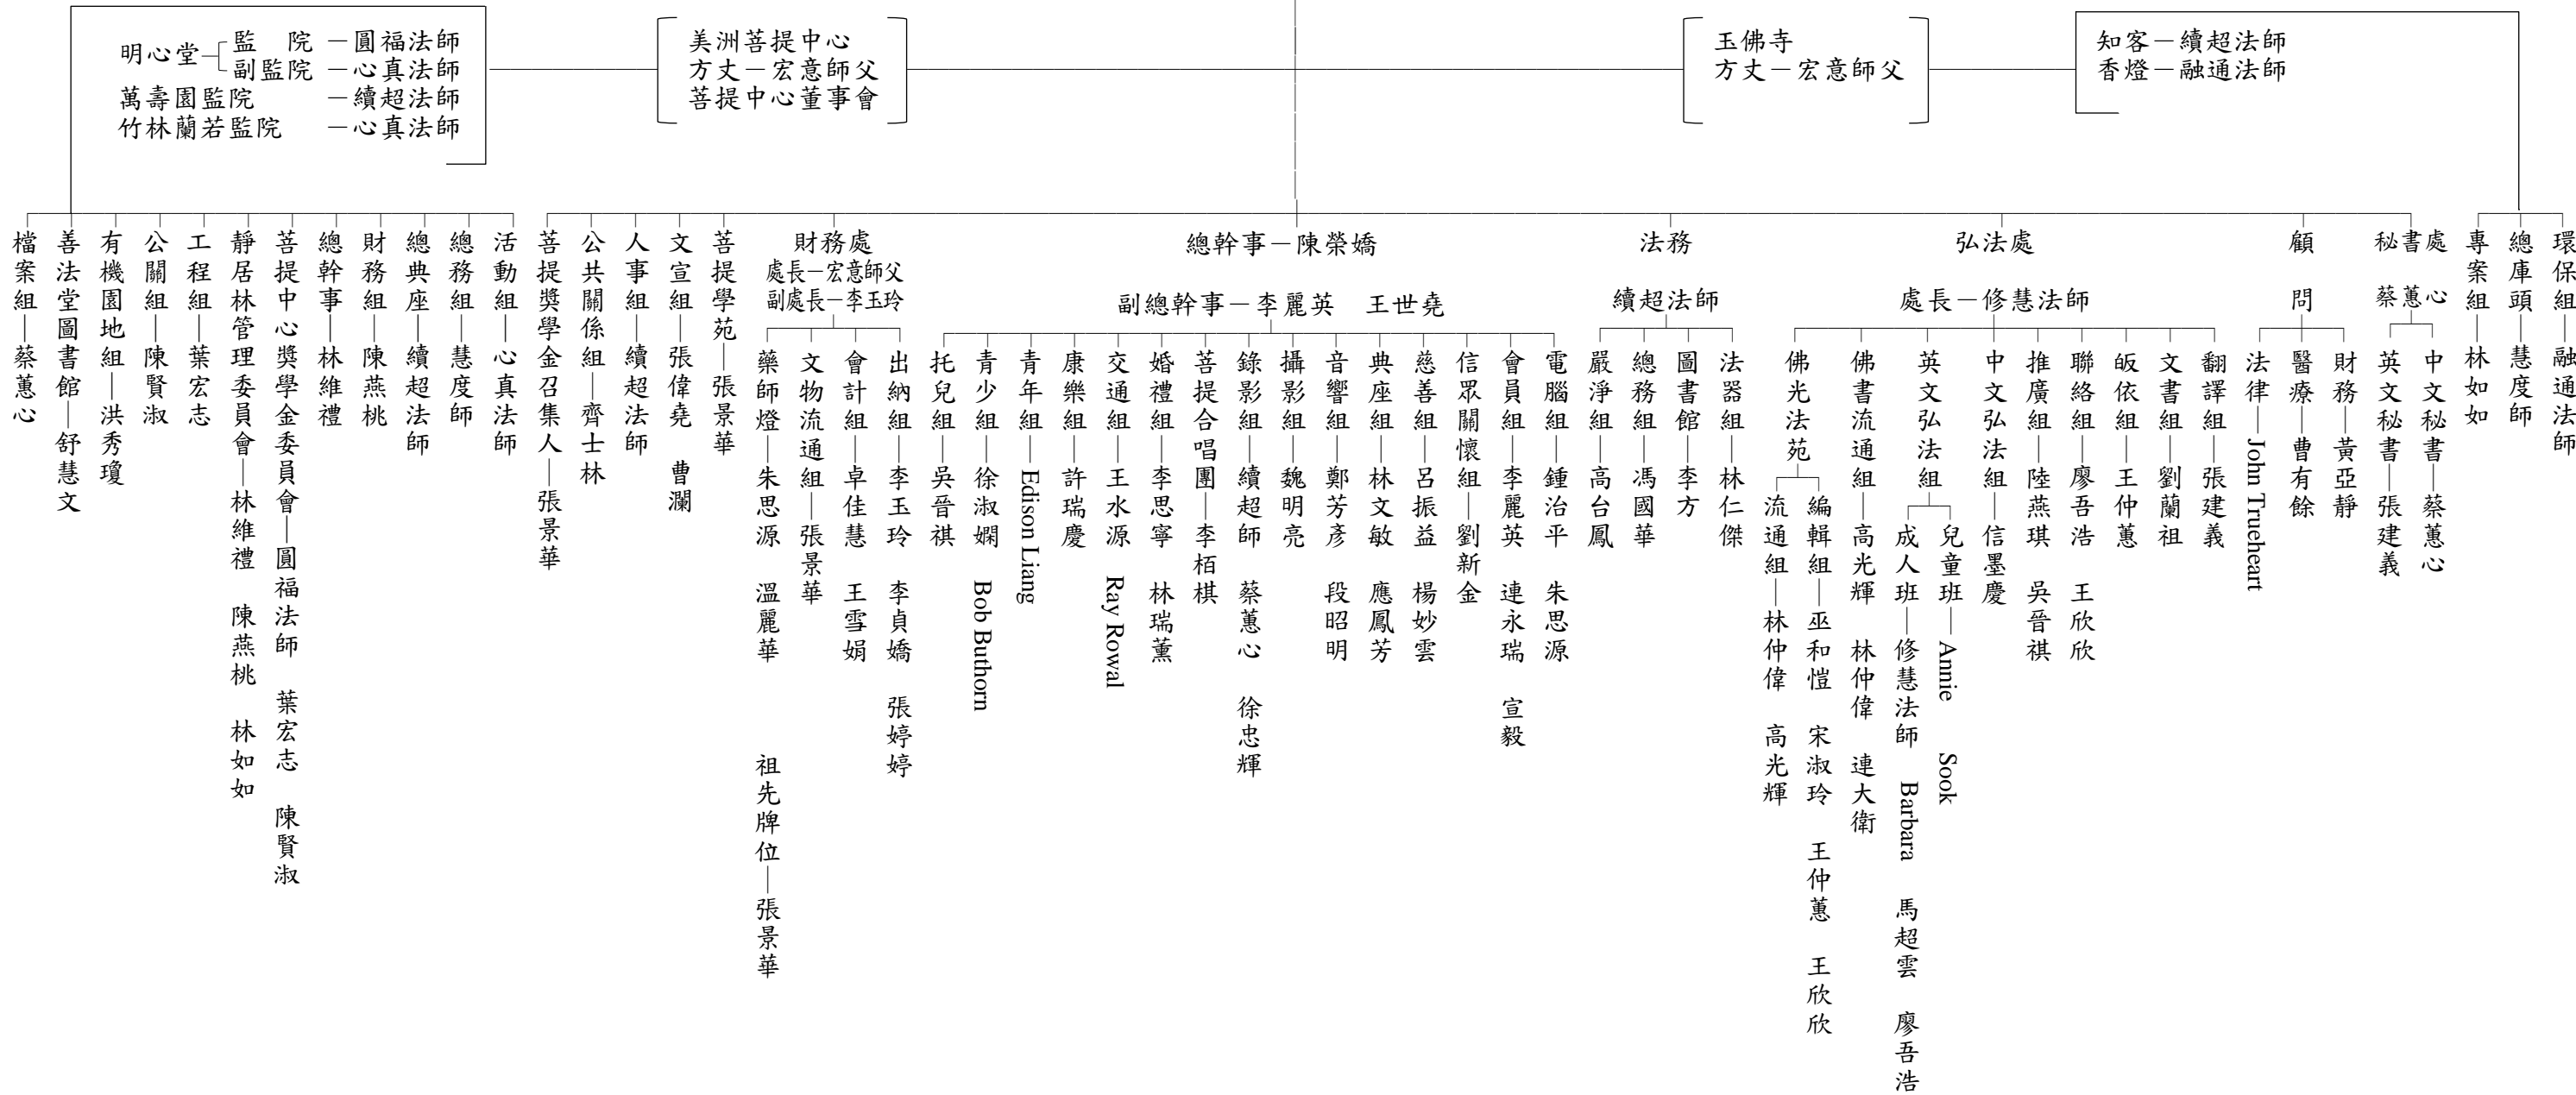 明心堂
監　院 －圓福法師
副監院 －心真法師
萬壽園監院 －續超法師
竹林蘭若監院 －心真法師
美洲菩提中心
方丈－宏意師父
菩提中心董事會
玉佛寺
方丈－宏意師父
知客－續超法師
香燈－融通法師
檔案組－蔡蕙心
善法堂圖書館－舒慧文
有機園地組－洪秀瓊
公關組－陳賢淑
工程組－葉宏志
靜居林管理委員會－林維禮　陳燕桃　林如如
菩提中心獎學金委員會－圓福法師　葉宏志　陳賢淑
總幹事－林維禮
財務組－陳燕桃
總典座－續超法師
總務組－慧度師
活動組－心真法師
菩提獎學金召集人－張景華
公共關係組－齊士林
人事組－續超法師
文宣組－張偉堯　曹瀾
菩提學苑－張景華
財務處
處長－宏意師父
副處長－李玉玲
藥師燈－朱思源　溫麗華　祖先牌位－張景華
文物流通組－張景華
會計組－卓佳慧　王雪娟
出納組－李玉玲　李貞嬌　張婷婷
總幹事－陳榮嬌
副總幹事－李麗英　王世堯
托兒組－吳晉祺
青少組－徐淑嫻　Bob Buthorn
青年組－Edison Liang
康樂組－許瑞慶
交通組－王水源　Ray Rowal
婚禮組－李思寧　林瑞薰
菩提合唱團－李栢棋
錄影組－續超師　蔡蕙心　徐忠輝
攝影組－魏明亮
音響組－鄭芳彥　段昭明
典座組－林文敏　應鳳芳
慈善組－呂振益　楊妙雲
信眾關懷組－劉新金
會員組－李麗英　連永瑞　宣毅
電腦組－鍾治平　朱思源
法務
續超法師
嚴淨組－高台鳳
總務組－馮國華
圖書館－李方
法器組－林仁傑
弘法處
處長－修慧法師
佛光法苑
流通組－林仲偉　高光輝
編輯組－巫和愷　宋淑玲　王仲蕙　王欣欣
佛書流通組－高光輝　林仲偉　連大衛
英文弘法組
成人班－修慧法師　Barbara　馬超雲　廖吾浩
兒童班－Annie　Sook
中文弘法組－信墨慶
推廣組－陸燕琪　吳晉祺
聯絡組－廖吾浩　王欣欣
皈依組－王仲蕙
文書組－劉蘭祖
翻譯組－張建義
顧
問
法律－John Trueheart
醫療－曹有餘
財務－黃亞靜
秘書處
蔡蕙心
英文秘書－張建義
中文秘書－蔡蕙心
專案組－林如如
總庫頭－慧度師
環保組－融通法師